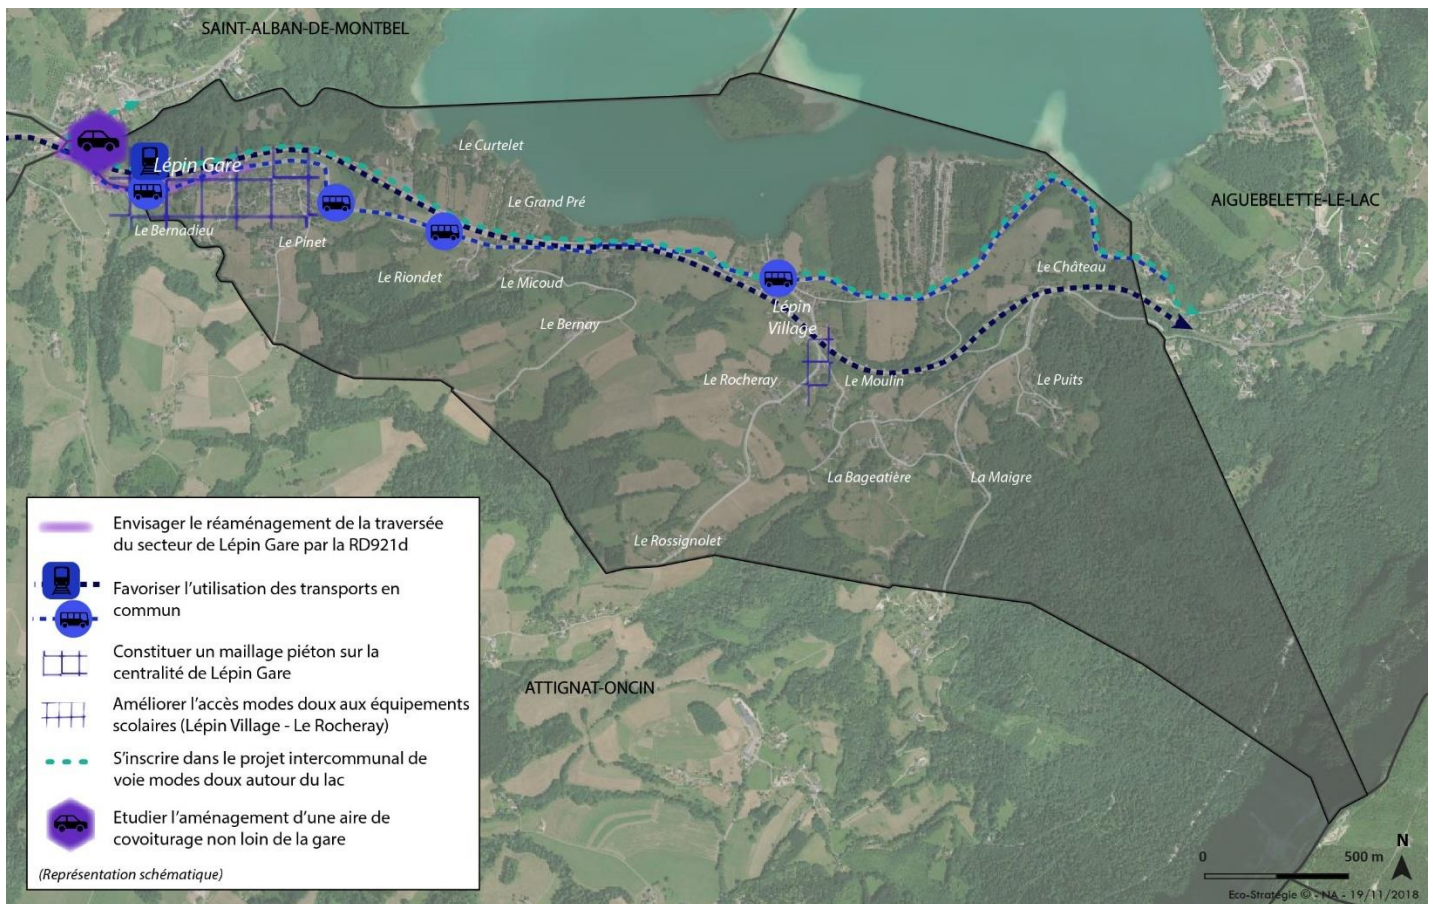 SAINT-ALBAN-DE-MONTBEL
Le Curtelet
Lépin Gare
Le Grand Pré
AIGUEBELETTE-LE-LAC
Le Bernadieu
Le Pinet
Le Riondet
Le Micoud
Le Château
Le Bernay
Lépin
Village
Le Rocheray
Le Moulin
Le Puits
La Bageatière
La Maigre
Le Rossignolet
ATTIGNAT-ONCIN
Envisager le réaménagement de la traversée
du secteur de Lépin Gare par la RD921d
Favoriser l'utilisation des transports en
commun
Constituer un maillage piéton sur la
centralité de Lépin Gare
Améliorer l'accès modes doux aux équipements
scolaires (Lépin Village - Le Rocheray)
S'inscrire dans le projet intercommunal de
voie modes doux autour du lac
Etudier l'aménagement d'une aire de
covoiturage non loin de la gare
(Représentation schématique)
N
0 500 m
Eco-Stratégie © - NA - 19/11/2018